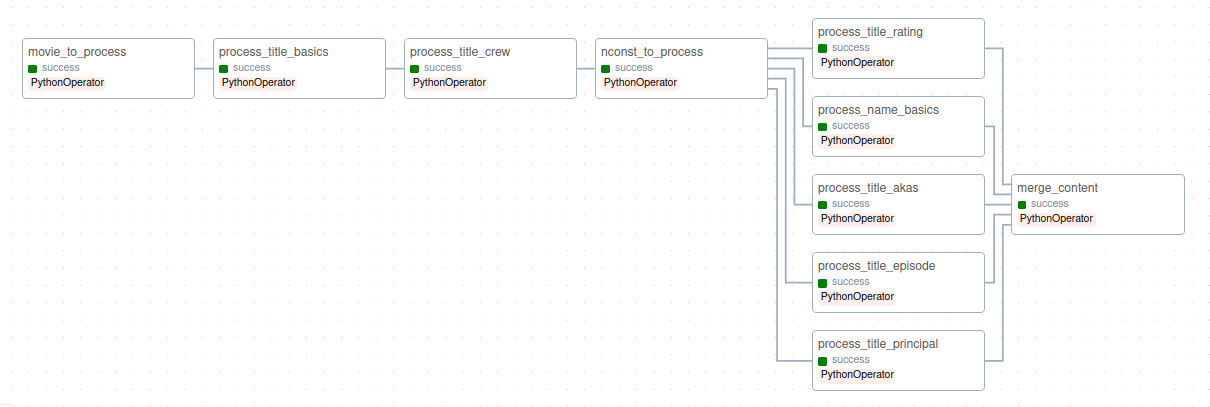 movie_to_process
success
PythonOperator
process_title_basics
success
PythonOperator
process_title_crew
success
PythonOperator
nconst_to_process
success
PythonOperator
process_title_rating
success
PythonOperator
process_name_basics
success
PythonOperator
process_title_akas
success
PythonOperator
process_title_episode
success
PythonOperator
process_title_principal
success
PythonOperator
merge_content
success
PythonOperator